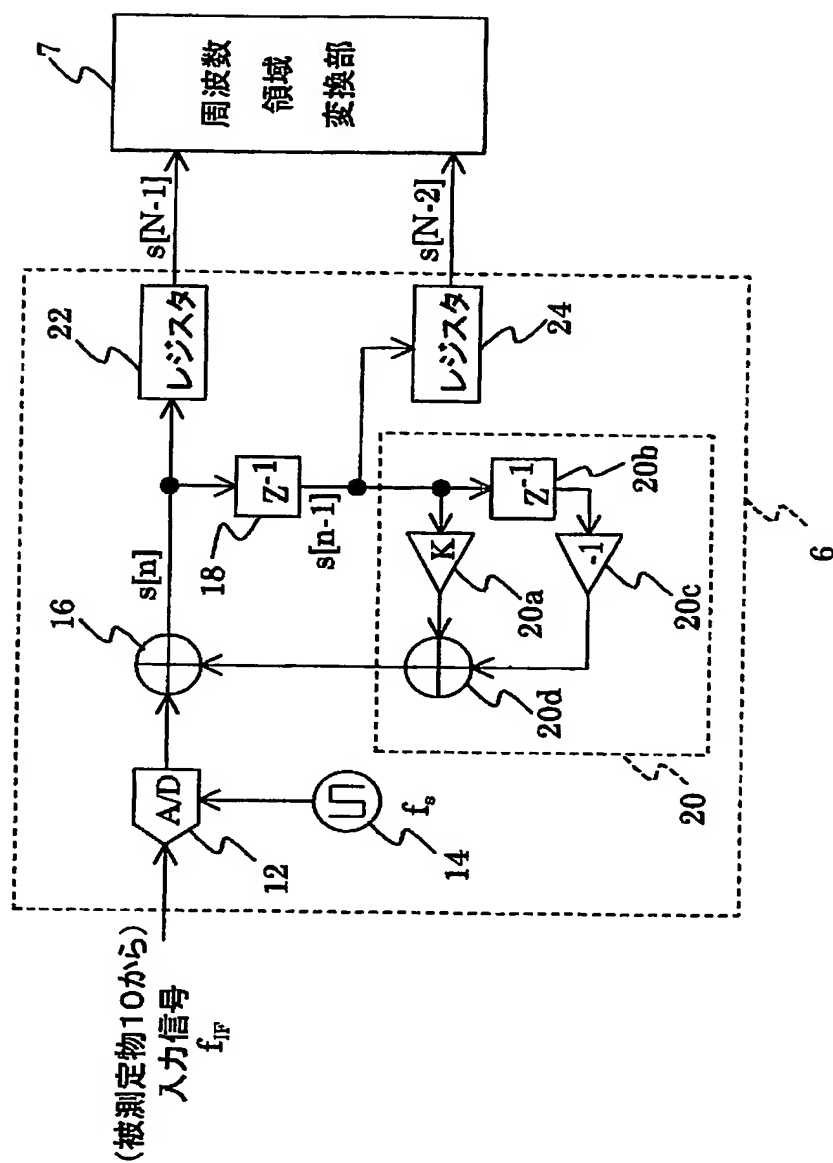 (被測定物10から)
入力信号
f_IF
A/D
12
f_s
14
16
s[n]
22
レジスタ
s[N-1]
7
周波数
領域
変換部
18
Z⁻¹
s[n-1]
レジスタ
24
s[N-2]
K
20a
Z⁻¹
20b
-1
20c
20d
20
6